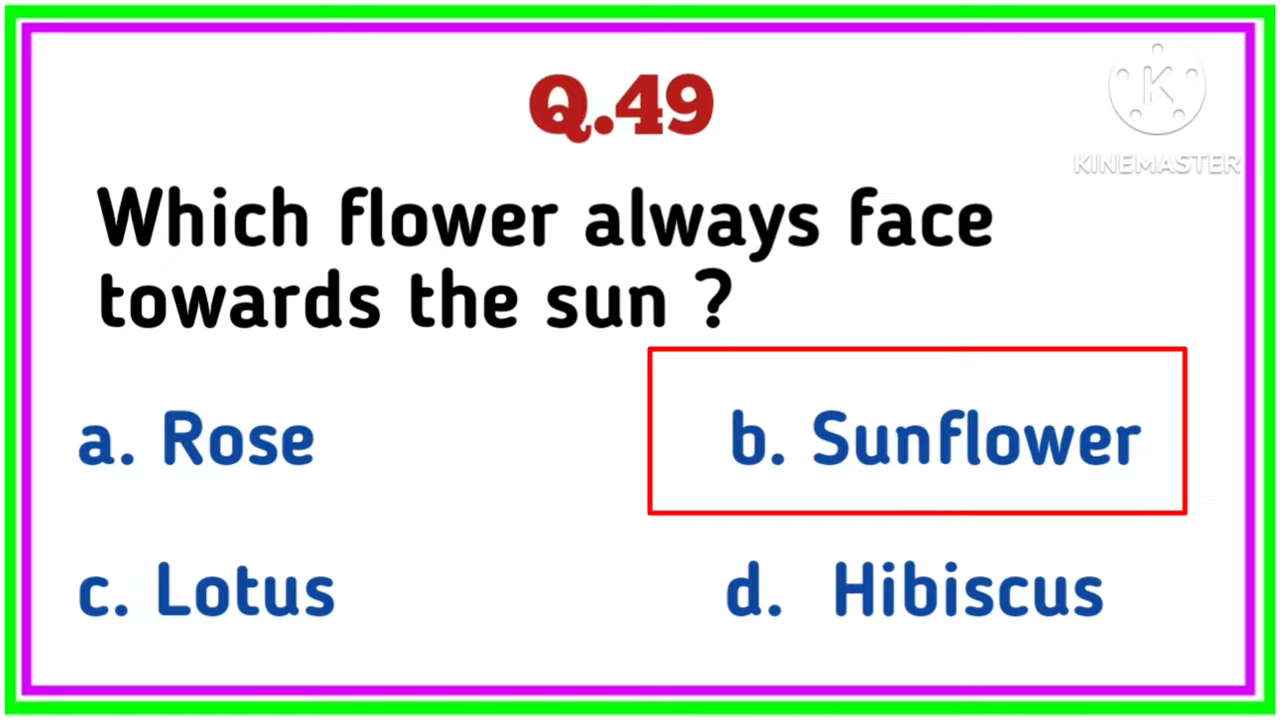 Q.49
K
KINEMASTER
Which flower always face
towards the sun ?
a. Rose
b. Sunflower
c. Lotus
d. Hibiscus